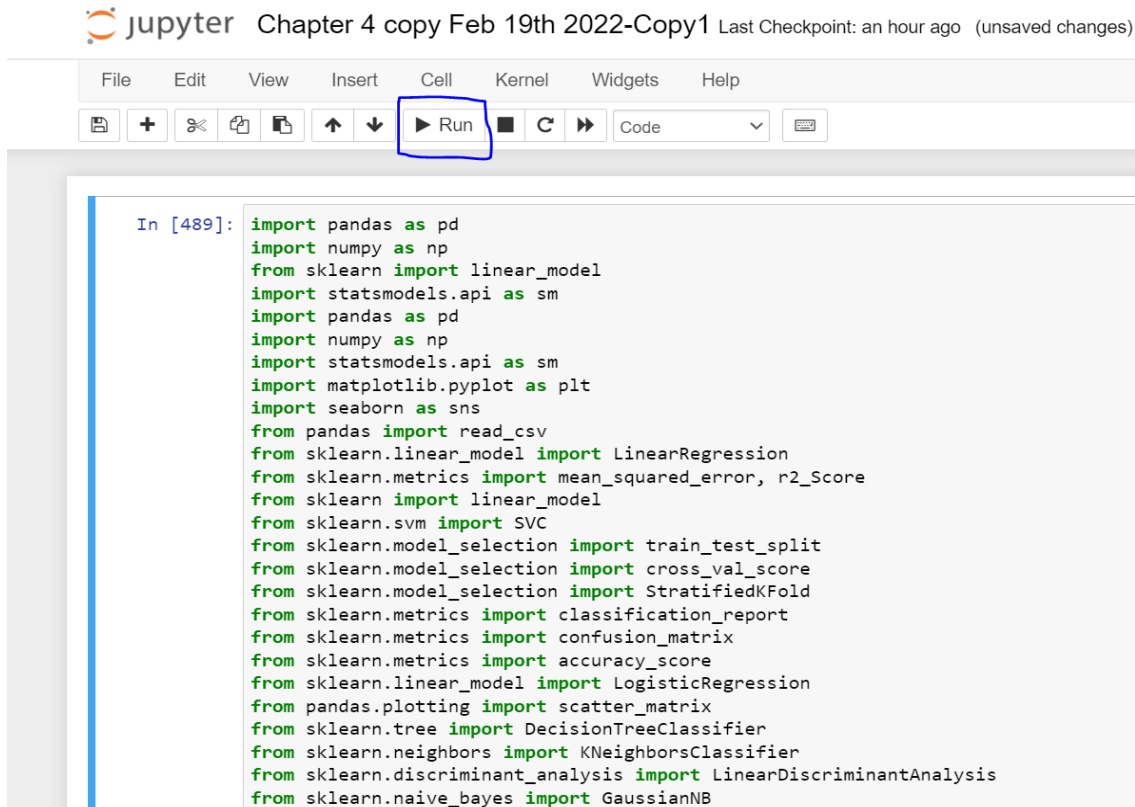 jupyter Chapter 4 copy Feb 19th 2022-Copy1 Last Checkpoint: an hour ago (unsaved changes)
File Edit View Insert Cell Kernel Widgets Help
Run Code
In [489]: import pandas as pd
import numpy as np
from sklearn import linear_model
import statsmodels.api as sm
import pandas as pd
import numpy as np
import statsmodels.api as sm
import matplotlib.pyplot as plt
import seaborn as sns
from pandas import read_csv
from sklearn.linear_model import LinearRegression
from sklearn.metrics import mean_squared_error, r2_Score
from sklearn import linear_model
from sklearn.svm import SVC
from sklearn.model_selection import train_test_split
from sklearn.model_selection import cross_val_score
from sklearn.model_selection import StratifiedKFold
from sklearn.metrics import classification_report
from sklearn.metrics import confusion_matrix
from sklearn.metrics import accuracy_score
from sklearn.linear_model import LogisticRegression
from pandas.plotting import scatter_matrix
from sklearn.tree import DecisionTreeClassifier
from sklearn.neighbors import KNeighborsClassifier
from sklearn.discriminant_analysis import LinearDiscriminantAnalysis
from sklearn.naive_bayes import GaussianNB